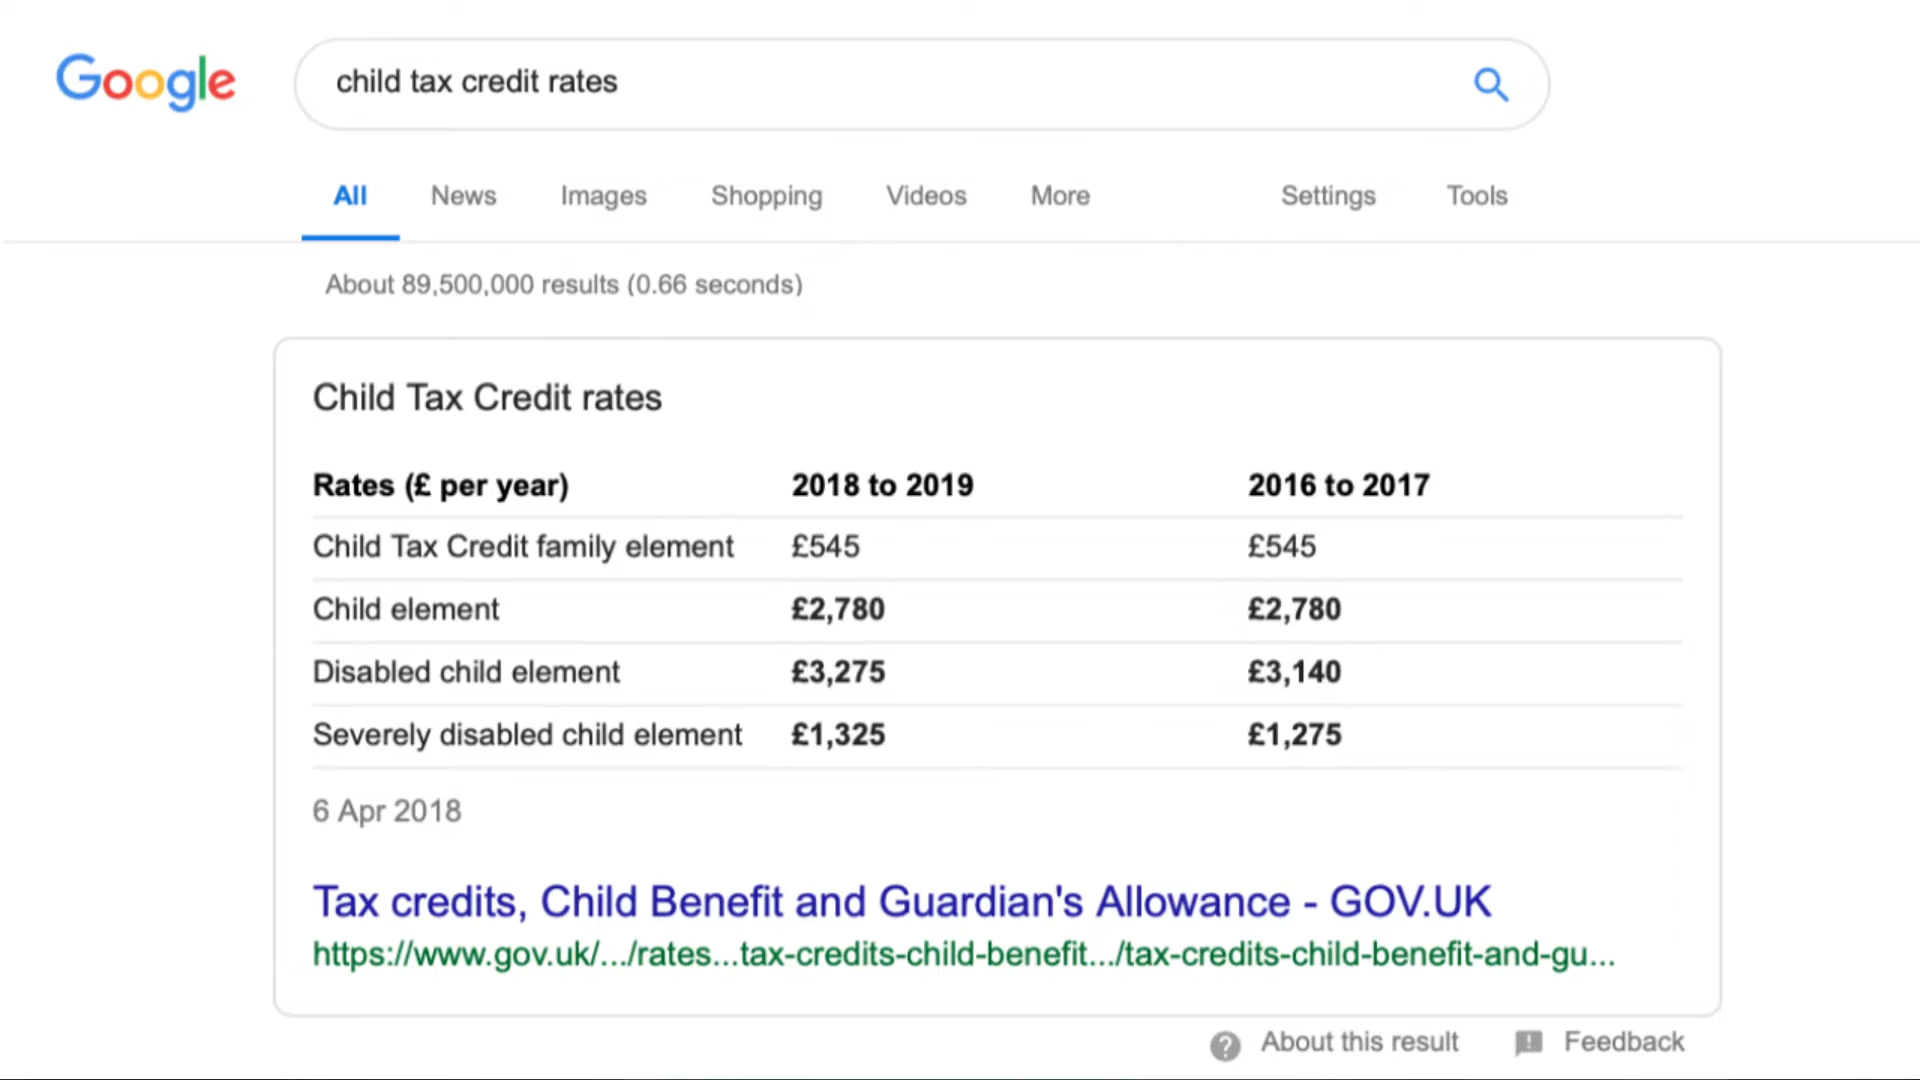 Google
child tax credit rates
All News Images Shopping Videos More Settings Tools
About 89,500,000 results (0.66 seconds)
Child Tax Credit rates
Rates (£ per year) 2018 to 2019 2016 to 2017
Child Tax Credit family element £545 £545
Child element £2,780 £2,780
Disabled child element £3,275 £3,140
Severely disabled child element £1,325 £1,275
6 Apr 2018
Tax credits, Child Benefit and Guardian's Allowance - GOV.UK
https://www.gov.uk/.../rates...tax-credits-child-benefit.../tax-credits-child-benefit-and-gu...
About this result Feedback